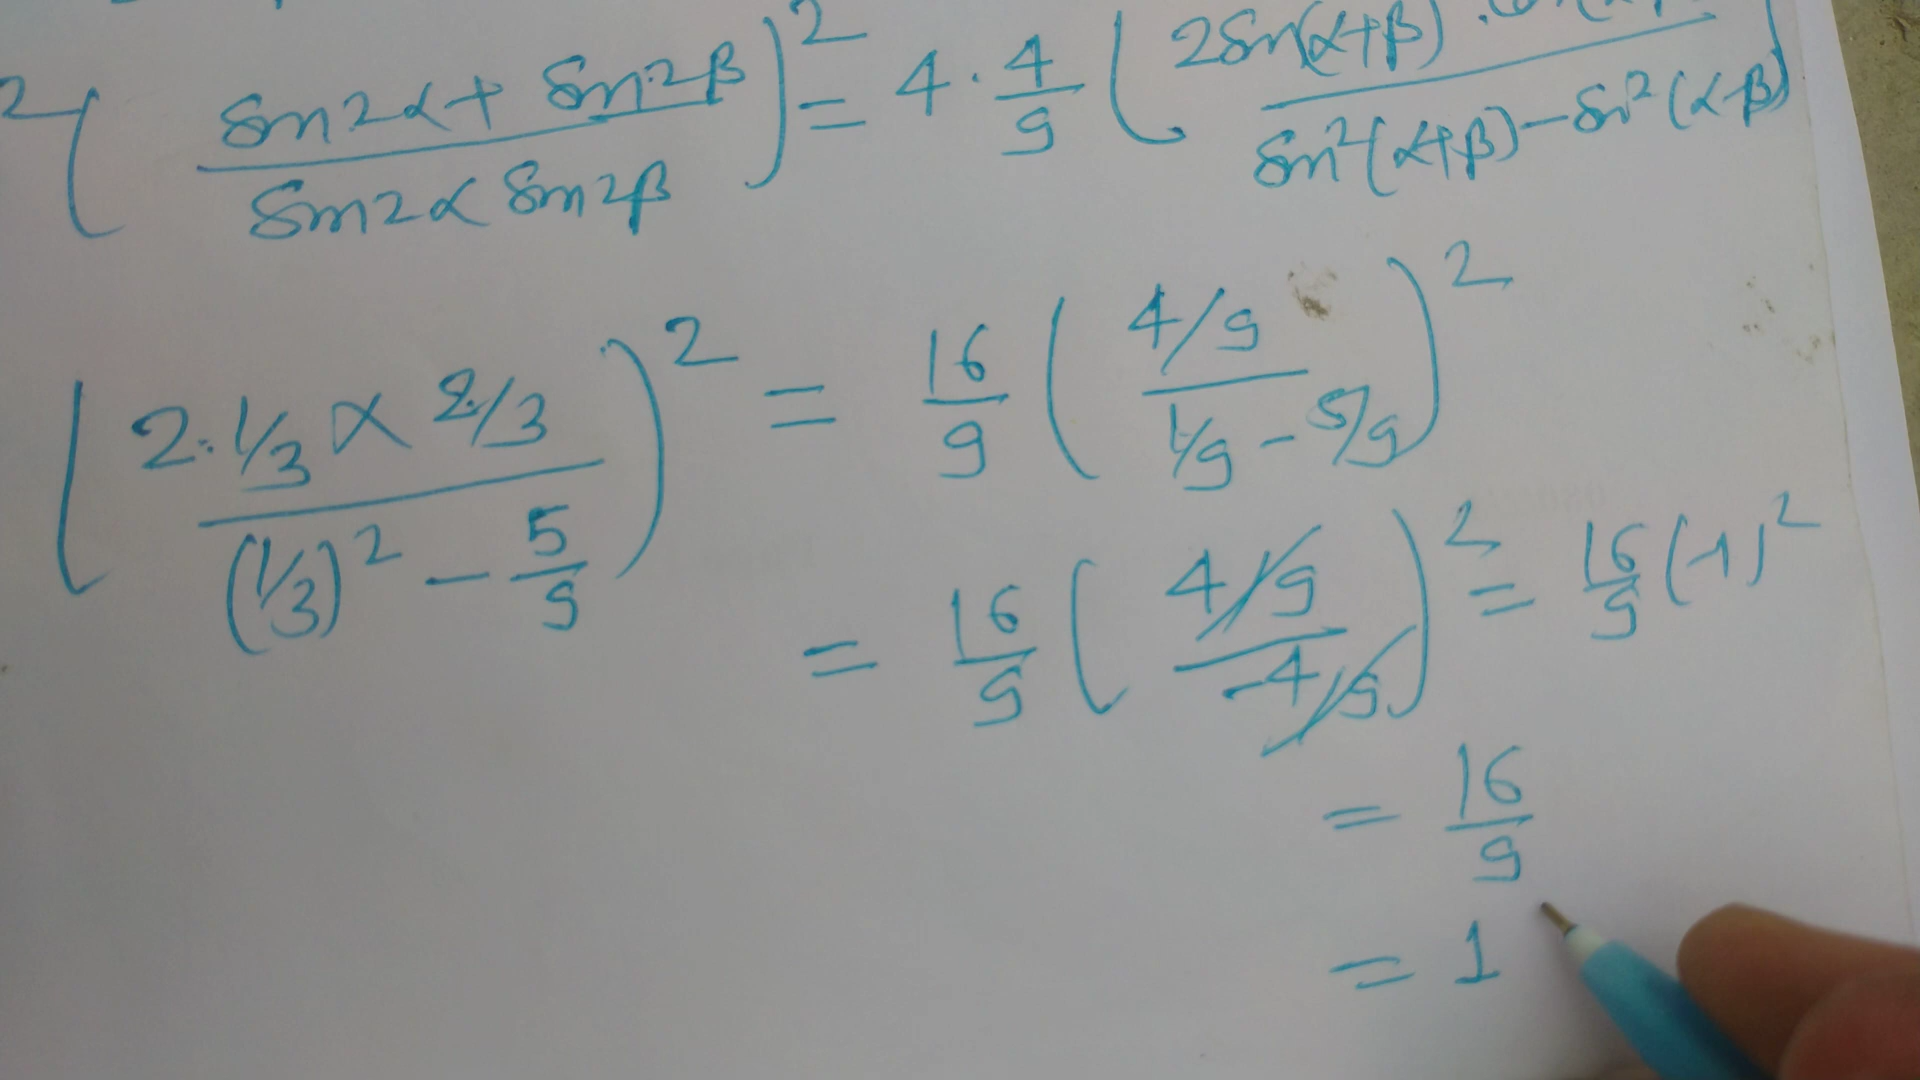 2( (sin2α + sin2β)/(sin2α sin2β) )² = 4 · 4/9 ( 2sin(α+β) ·/(sin²(α+β) − sin²(α-β))
( (2·1/3 × 2/3)/((1/3)² − 5/9) )² = 16/9 ( (4/9)/(1/9 − 5/9) )²
= 16/9 ( (4/9)/(-4/9) )² = 16/9 (-1)²
= 16/9
= 1